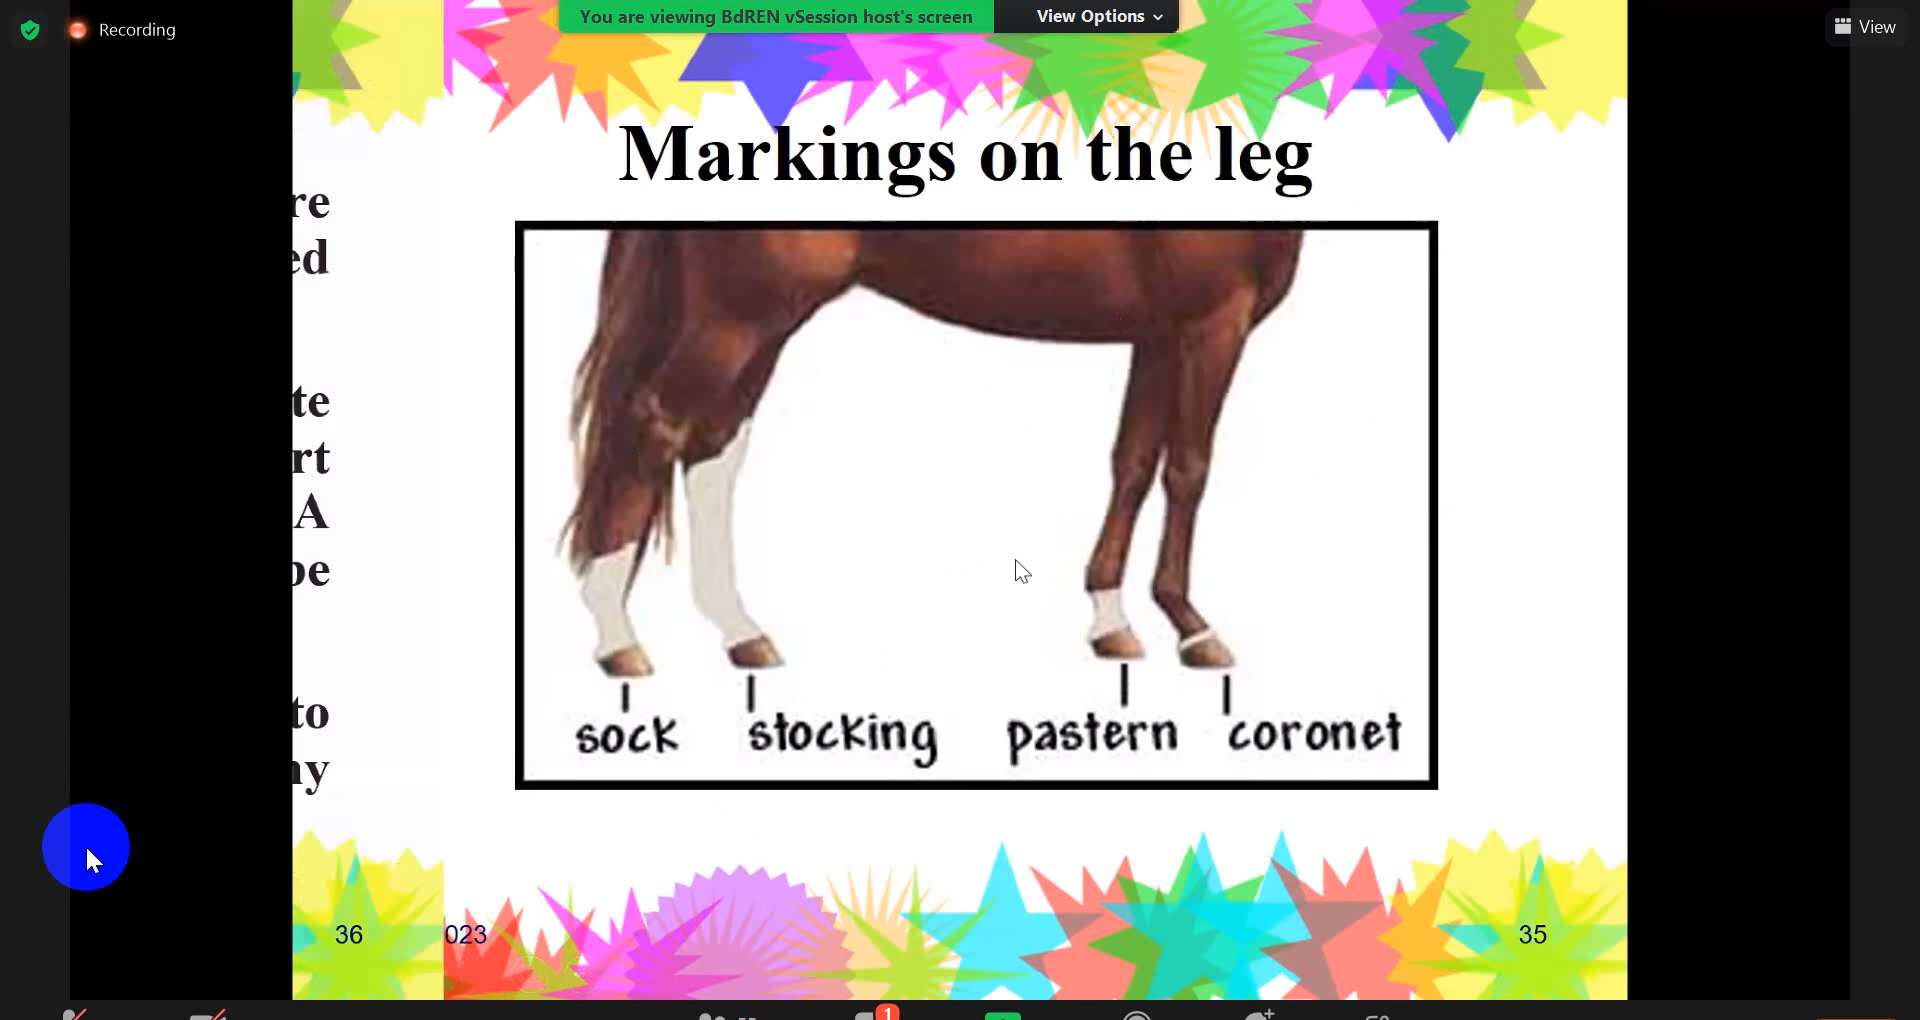 You are viewing BdREN vSession host's screen
View Options
Recording
View
Markings on the leg
re
ed
te
rt
A
be
to
ny
sock
stocking
pastern
coronet
36
023
35
1